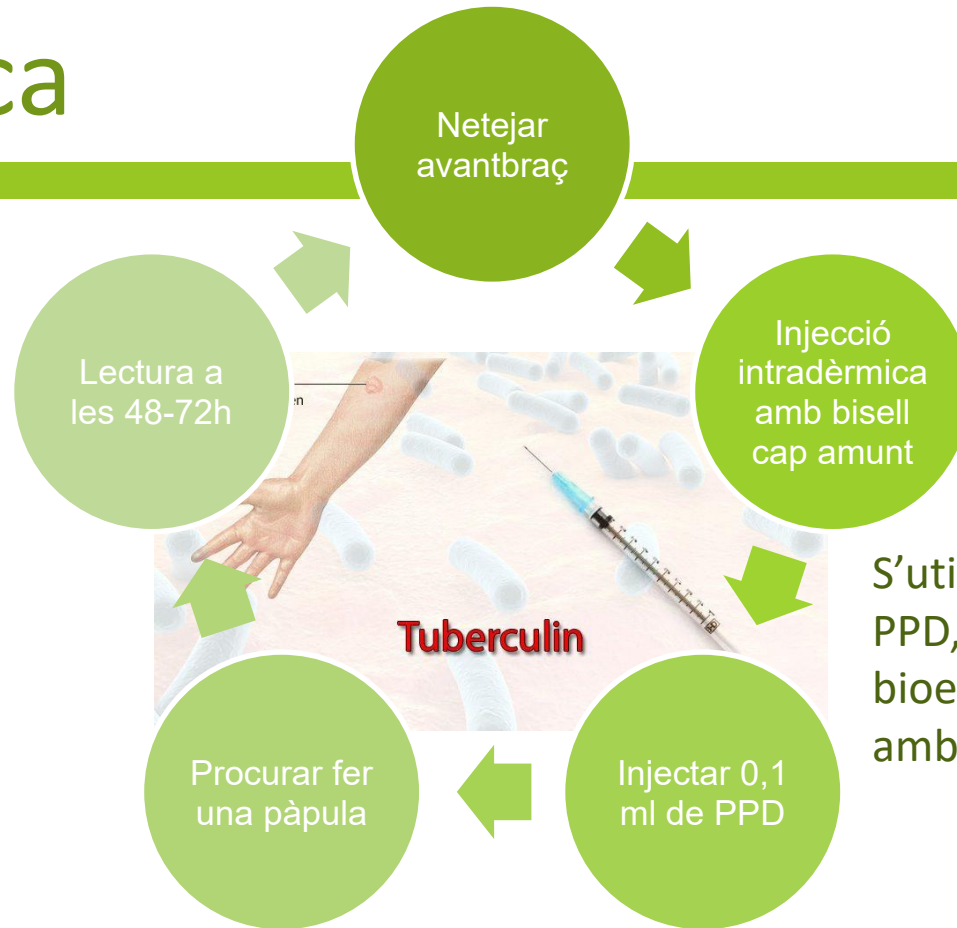 ca
Netejar
avantbraç
Injecció
intradèrmica
amb bisell
cap amunt
Injectar 0,1
ml de PPD
Procurar fer
una pàpula
Lectura a
les 48-72h
n
Tuberculin
S’uti
PPD,
bioe
amb